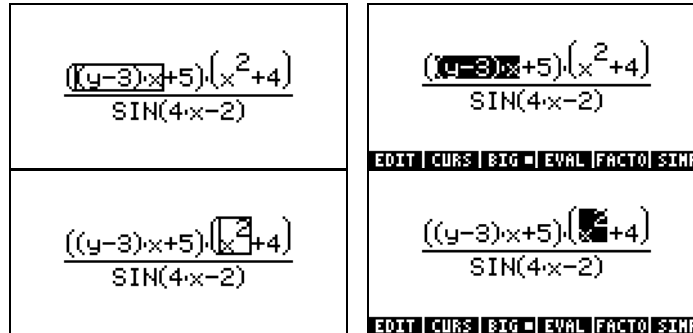 ((y-3)·x+5)·(x²+4)
SIN(4·x-2)
((y-3)·x+5)·(x²+4)
SIN(4·x-2)
EDIT CURS BIG ■ EVAL FACTO SIMP
((y-3)·x+5)·(x²+4)
SIN(4·x-2)
((y-3)·x+5)·(x²+4)
SIN(4·x-2)
EDIT CURS BIG ■ EVAL FACTO SIMP